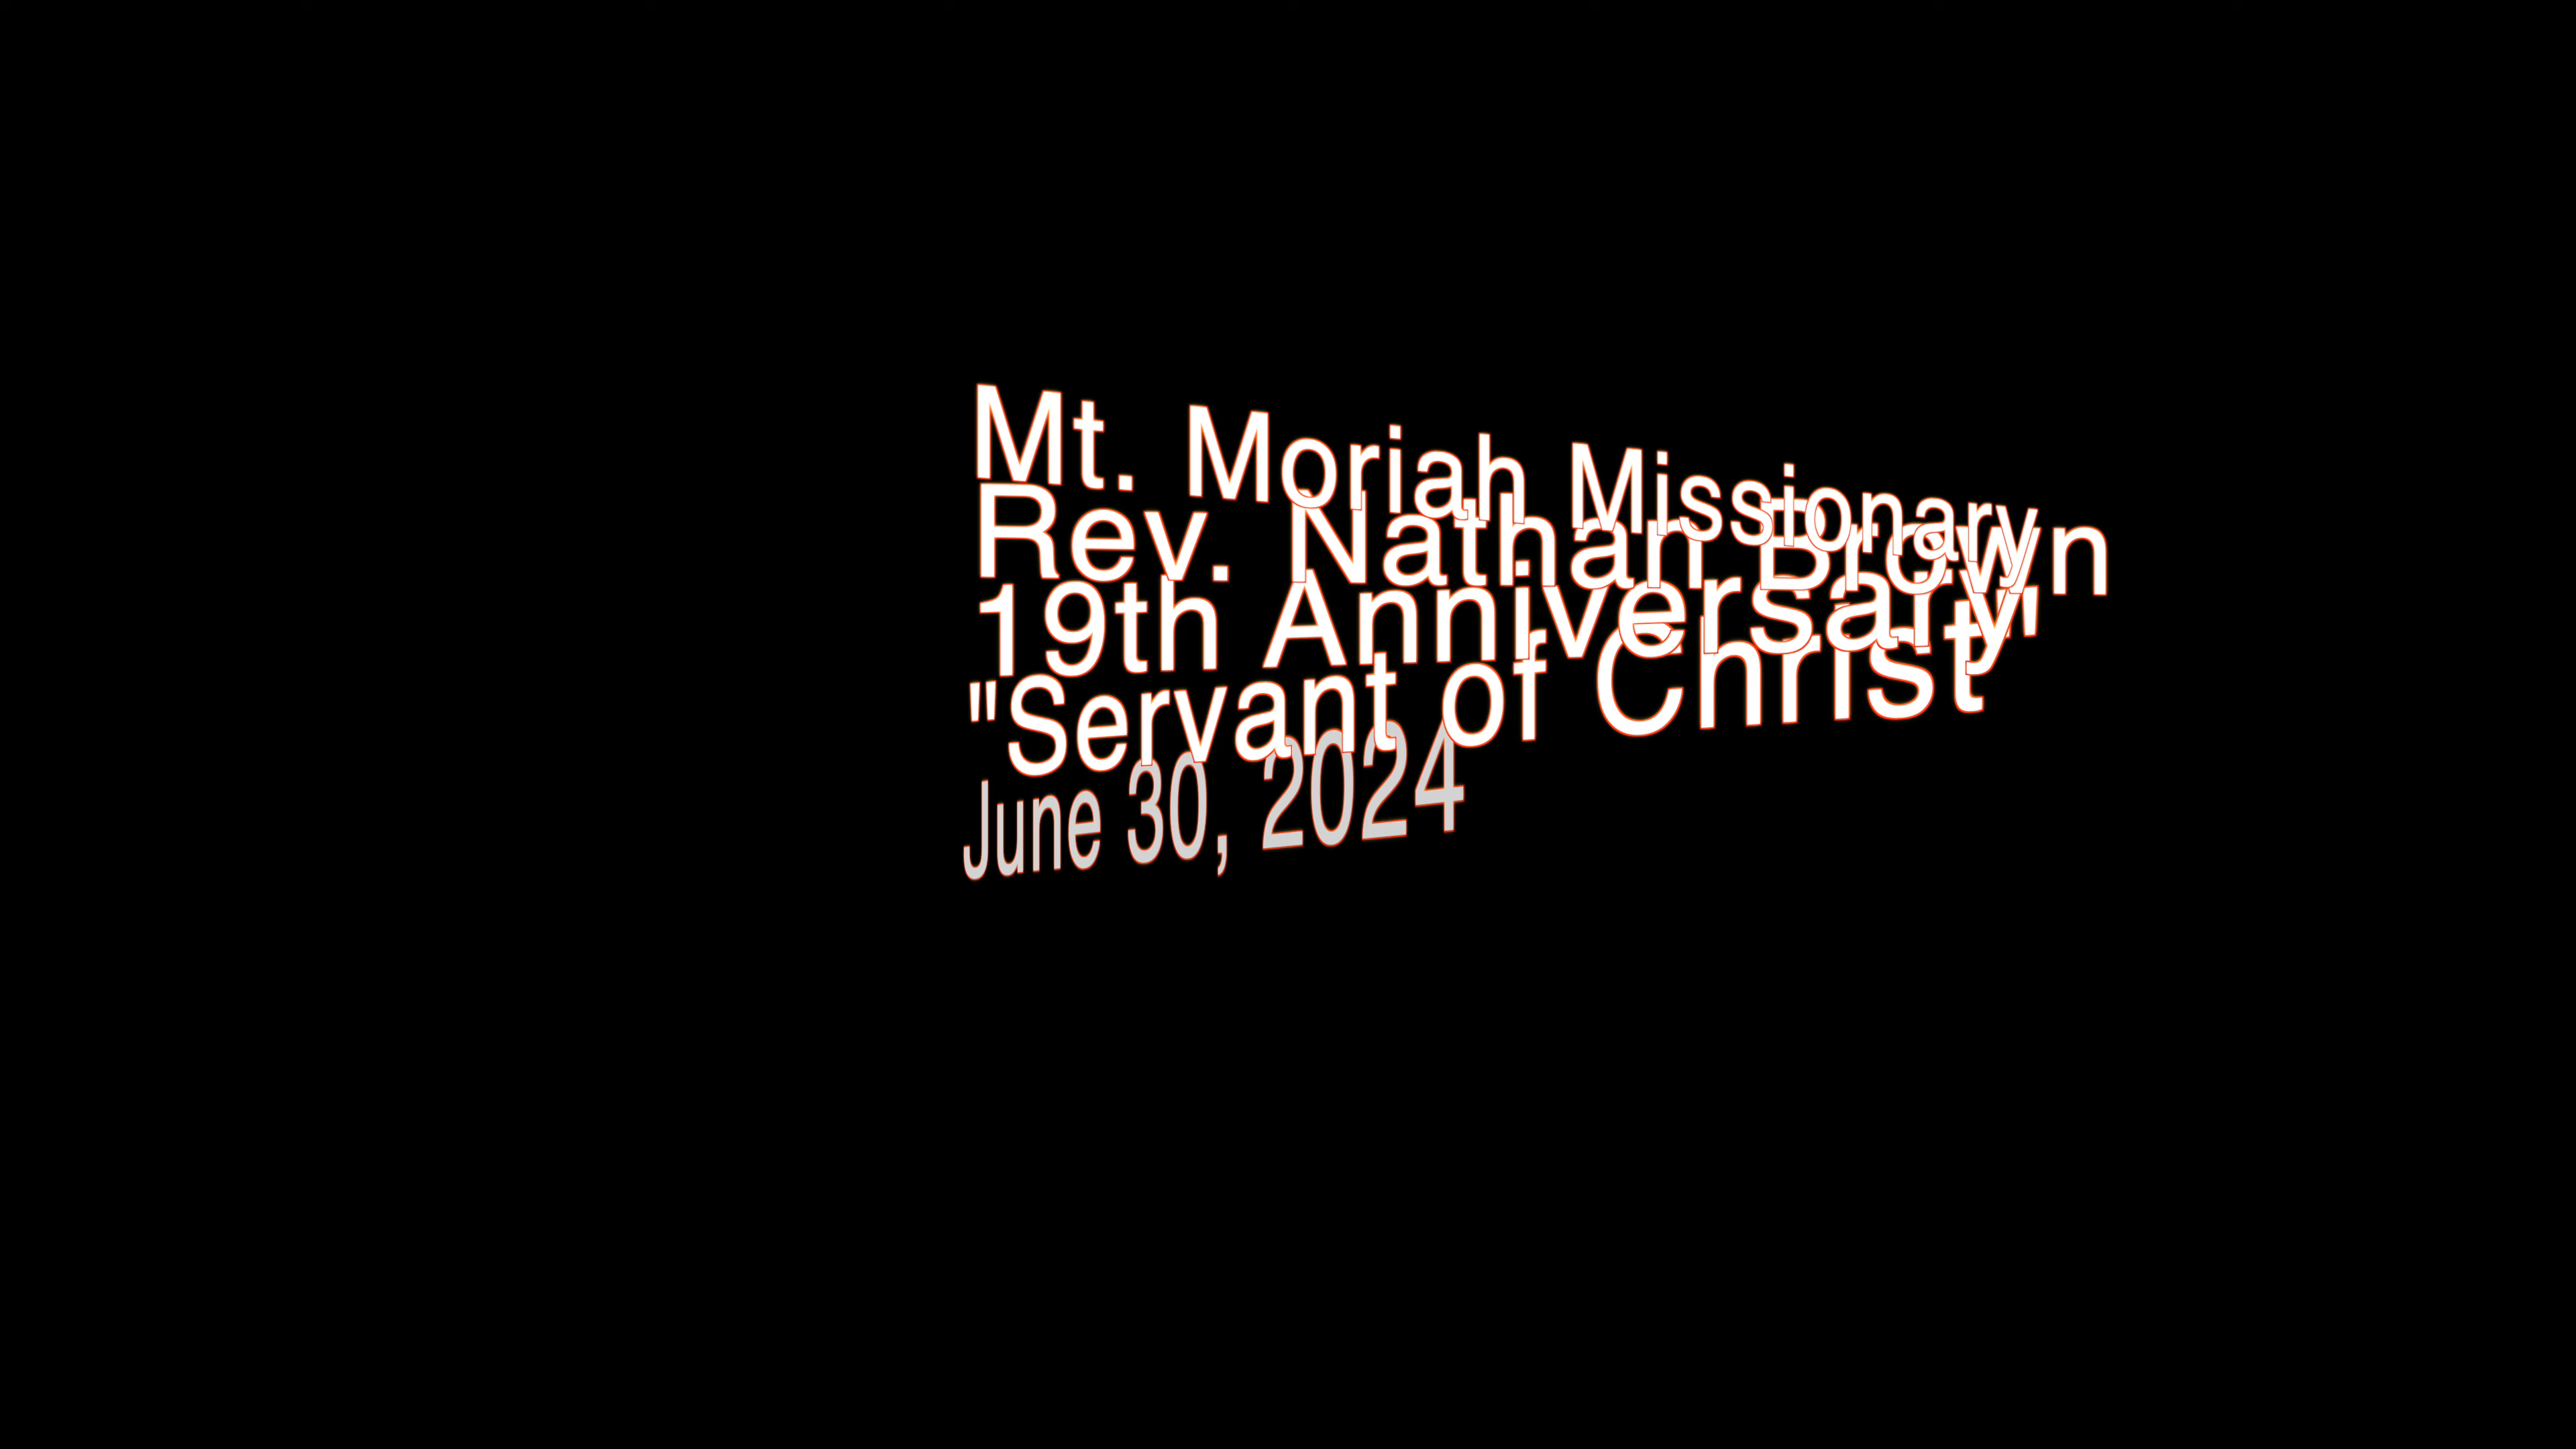 Mt. Moriah Missionary
Rev. Nathan Brown
19th Anniversary
"Servant of Christ"
June 30, 2024